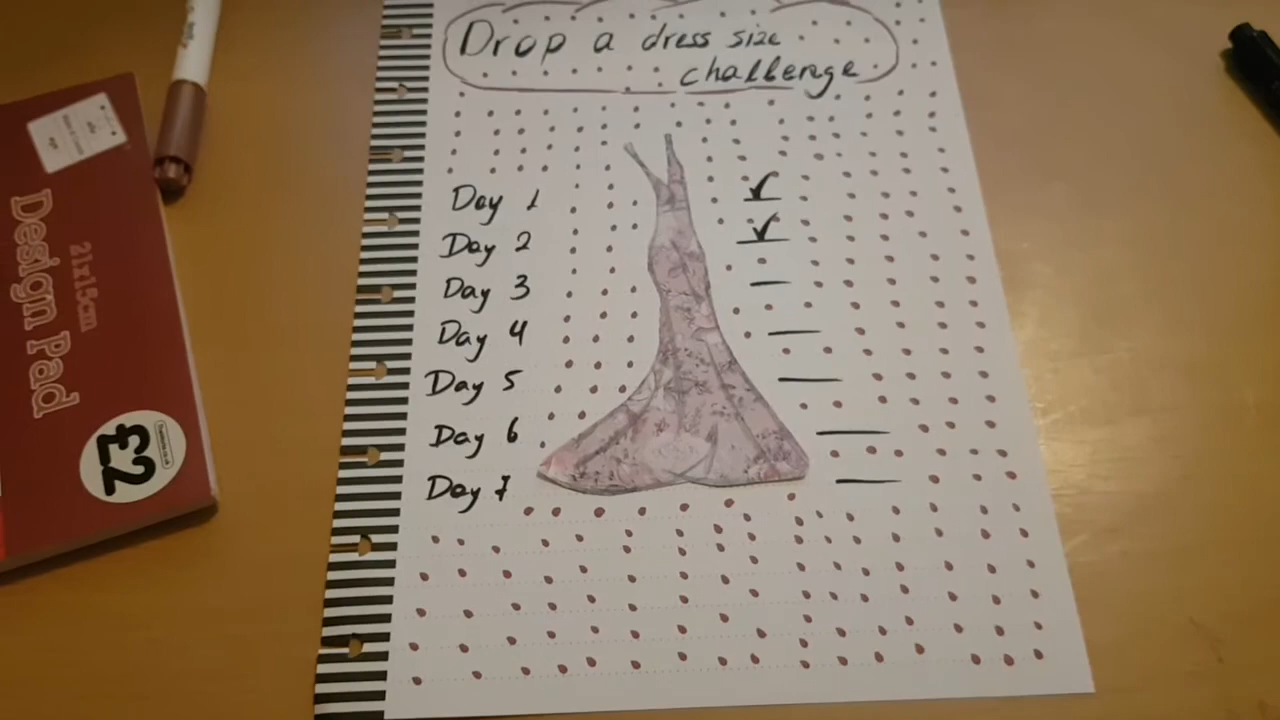 Drop a dress size
challenge
Day 1
Day 2
Day 3
Day 4
Day 5
Day 6
Day 7
Design Pad
21x15cm
£2